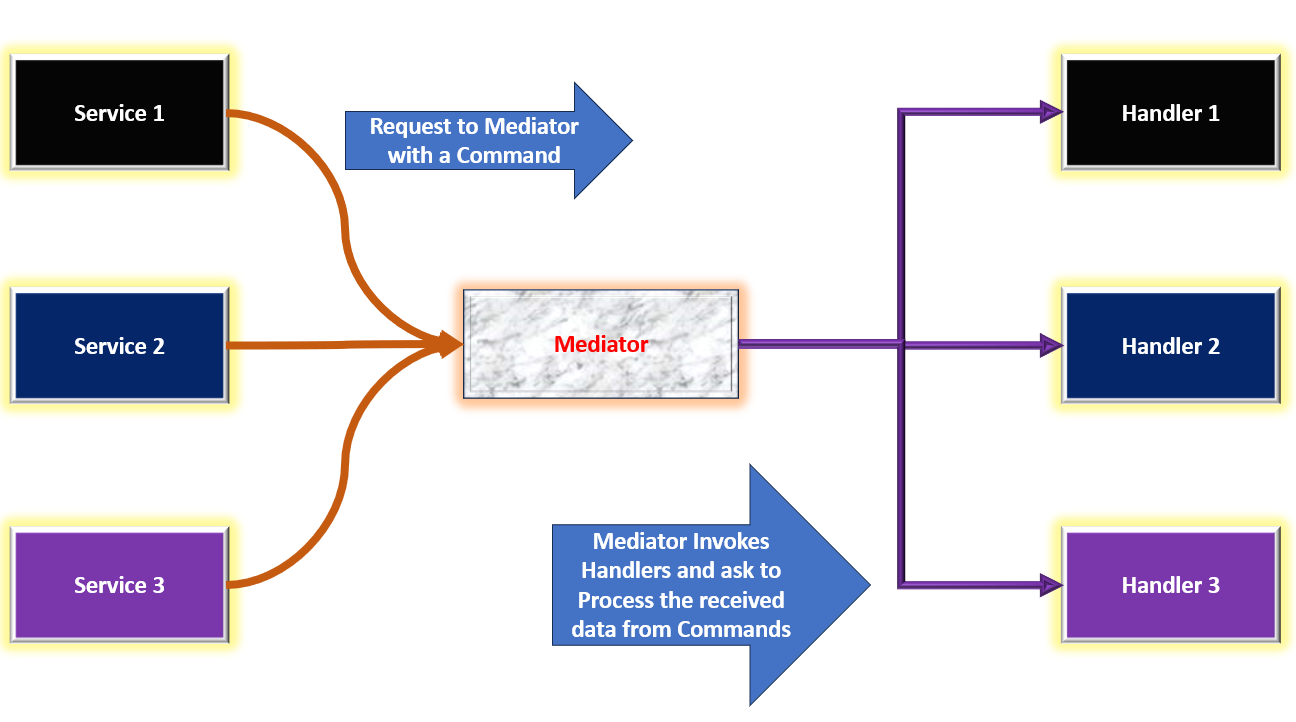 Service 1
Request to Mediator
with a Command
Handler 1
Service 2
Mediator
Handler 2
Service 3
Mediator Invokes
Handlers and ask to
Process the received
data from Commands
Handler 3